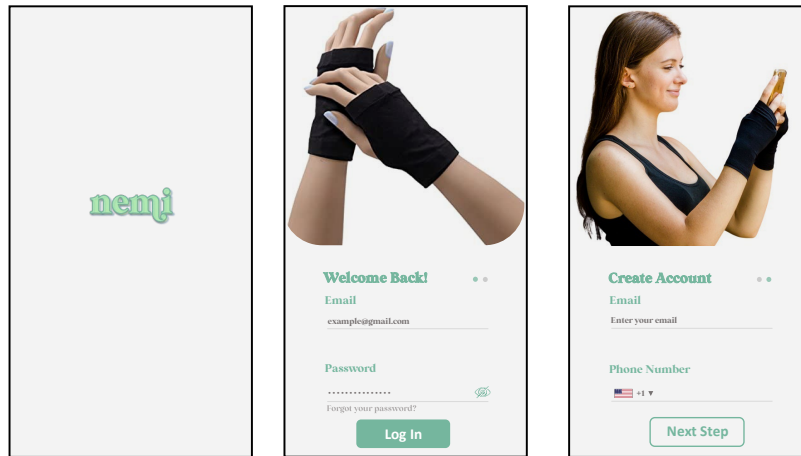 nemi
Welcome Back!
Email
example@gmail.com
Password
...............
Forgot your password?
Log In
Create Account
Email
Enter your email
Phone Number
+1 ▼
Next Step